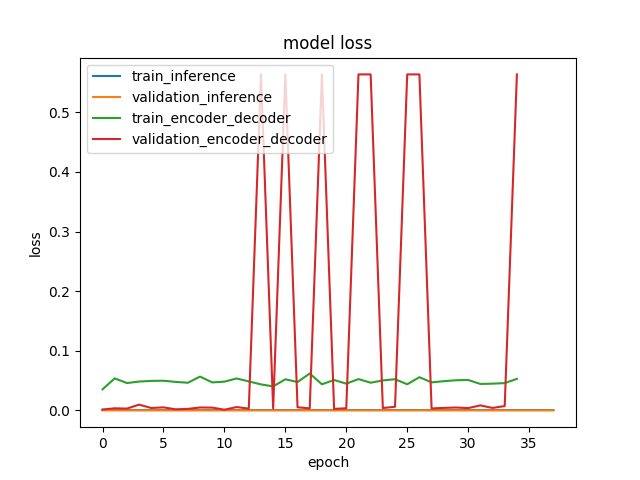 model loss
train_inference
validation_inference
train_encoder_decoder
validation_encoder_decoder
loss
0.5
0.4
0.3
0.2
0.1
0.0
0 5 10 15 20 25 30 35
epoch